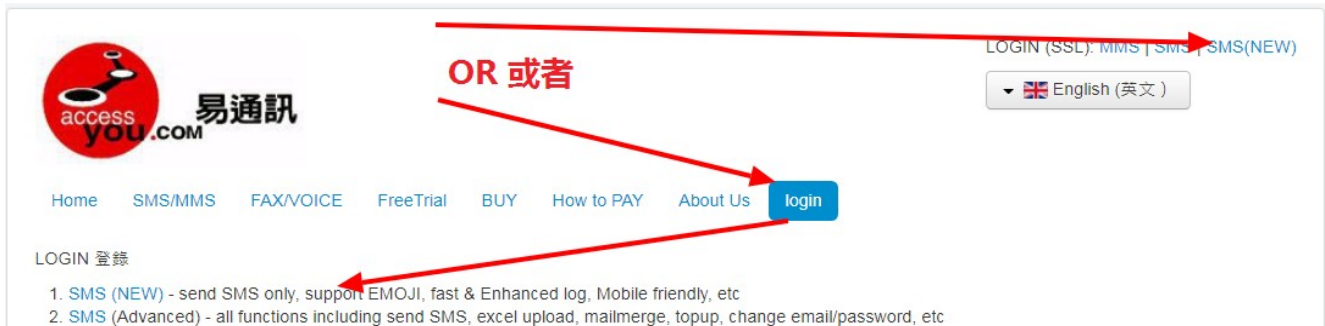 LOGIN (SSL): MMS | SMS | SMS(NEW)
OR 或者
English (英文 )
access
you.com 易通訊
Home SMS/MMS FAX/VOICE FreeTrial BUY How to PAY About Us login
LOGIN 登錄
1. SMS (NEW) - send SMS only, support EMOJI, fast & Enhanced log, Mobile friendly, etc
2. SMS (Advanced) - all functions including send SMS, excel upload, mailmerge, topup, change email/password, etc